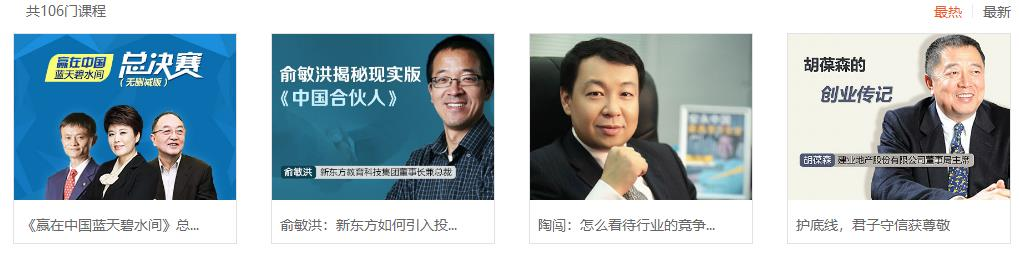 共106门课程
最热
最新
赢在中国
蓝天碧水间
总决赛
(无删减版)
俞敏洪揭秘现实版
《中国合伙人》
俞敏洪 新东方教育科技集团董事长兼总裁
胡葆森的
创业传记
胡葆森 建业地产股份有限公司董事局主席
《赢在中国蓝天碧水间》总...
俞敏洪：新东方如何引入投...
陶闯：怎么看待行业的竞争...
护底线，君子守信获尊敬